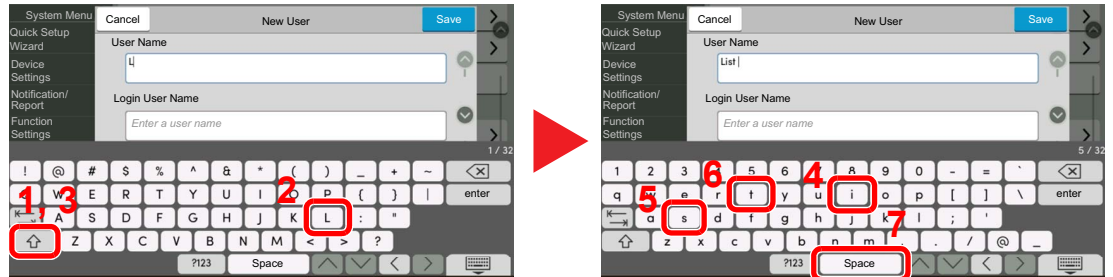 System Menu Cancel New User Save
Quick Setup
Wizard
User Name
L
Device
Settings
Notification/
Report
Login User Name
Function
Settings
Enter a user name
1 / 32
! @ # $ % ^ & * ( ) _ + ~
Q W E R T Y U I O P { } | enter
A S D F G H J K L : "
Z X C V B N M < > ?
?123 Space
1, 3
2
System Menu Cancel New User Save
Quick Setup
Wizard
User Name
List
Device
Settings
Notification/
Report
Login User Name
Function
Settings
Enter a user name
5 / 32
1 2 3 4 5 6 7 8 9 0 - = `
q w e r t y u i o p [ ] \ enter
a s d f g h j k l ; '
z x c v b n m , . / @ _
?123 Space
4
5
6
7